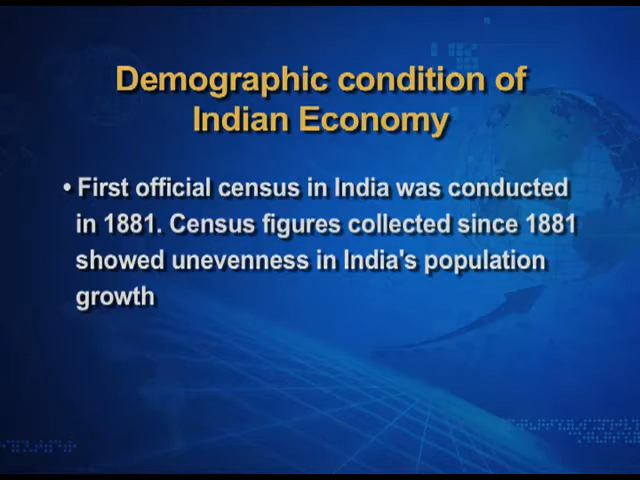 Demographic condition of
Indian Economy
• First official census in India was conducted
in 1881. Census figures collected since 1881
showed unevenness in India's population
growth